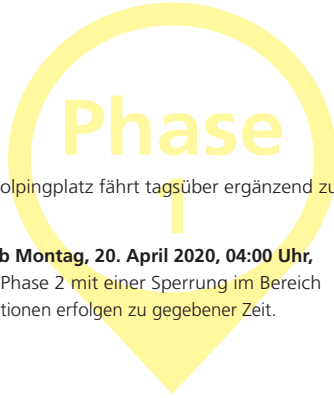 Phase
1
olpingplatz fährt tagsüber ergänzend zu
b Montag, 20. April 2020, 04:00 Uhr,
Phase 2 mit einer Sperrung im Bereich
tionen erfolgen zu gegebener Zeit.